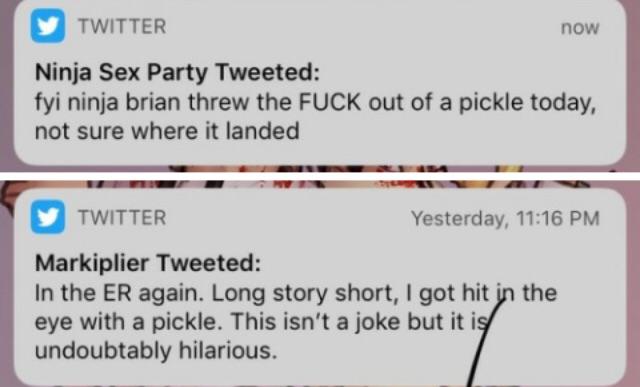 TWITTER now
Ninja Sex Party Tweeted:
fyi ninja brian threw the FUCK out of a pickle today,
not sure where it landed
TWITTER Yesterday, 11:16 PM
Markiplier Tweeted:
In the ER again. Long story short, I got hit in the
eye with a pickle. This isn't a joke but it is
undoubtably hilarious.